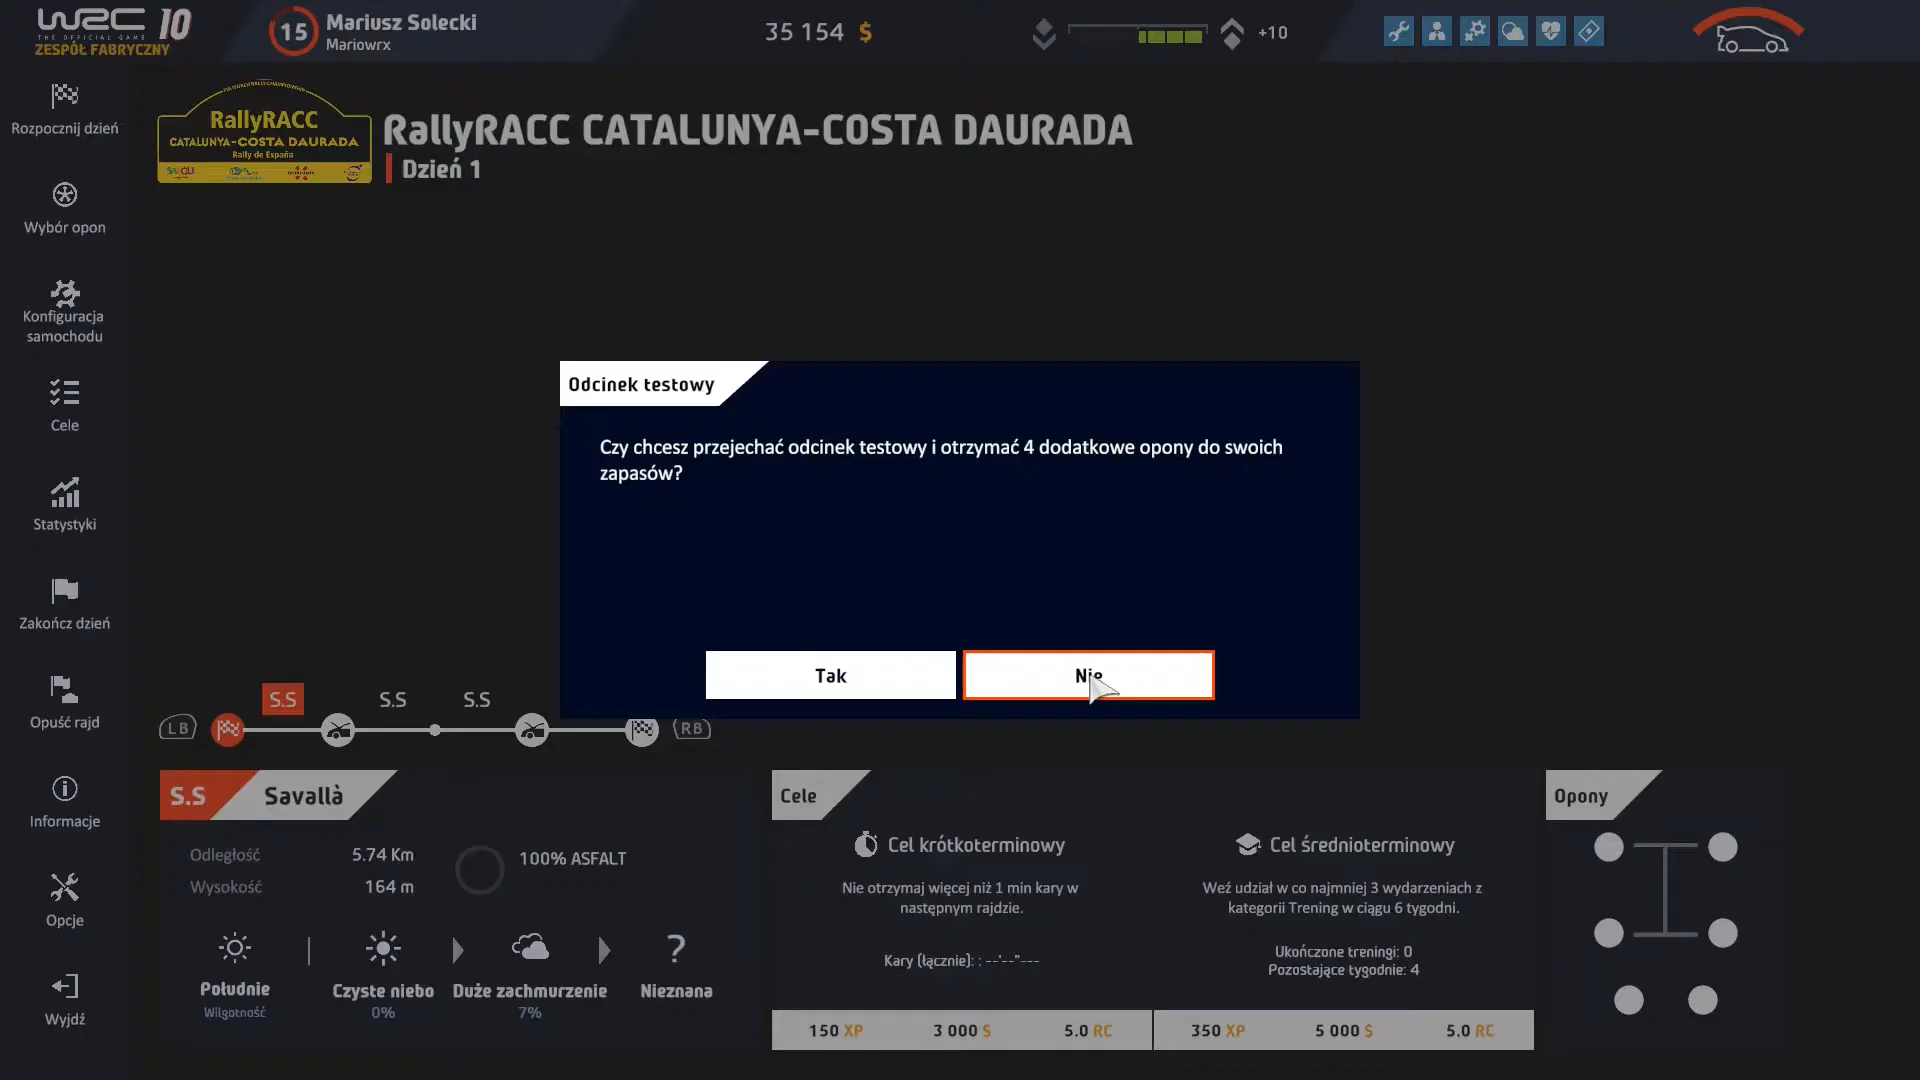 WRC 10
THE OFFICIAL GAME
ZESPÓŁ FABRYCZNY
15
Mariusz Solecki
Mariowrx
35 154 $
+10
Rozpocznij dzień
Wybór opon
Konfiguracja
samochodu
Cele
Statystyki
Zakończ dzień
Opuść rajd
Informacje
Opcje
Wyjdź
RallyRACC
CATALUNYA-COSTA DAURADA
Rally de España
RallyRACC CATALUNYA-COSTA DAURADA
Dzień 1
Odcinek testowy
Czy chcesz przejechać odcinek testowy i otrzymać 4 dodatkowe opony do swoich
zapasów?
Tak
Nie
S.S S.S S.S
LB
RB
S.S Savallà
Odległość 5.74 Km
Wysokość 164 m
100% ASFALT
Południe
Wilgotność
Czyste niebo
0%
Duże zachmurzenie
7%
?
Nieznana
Cele
Cel krótkoterminowy
Nie otrzymaj więcej niż 1 min kary w
następnym rajdzie.
Kary (łącznie): : --'--"---
150 XP 3 000 $ 5.0 RC
Cel średnioterminowy
Weź udział w co najmniej 3 wydarzeniach z
kategorii Trening w ciągu 6 tygodni.
Ukończone treningi: 0
Pozostające tygodnie: 4
350 XP 5 000 $ 5.0 RC
Opony